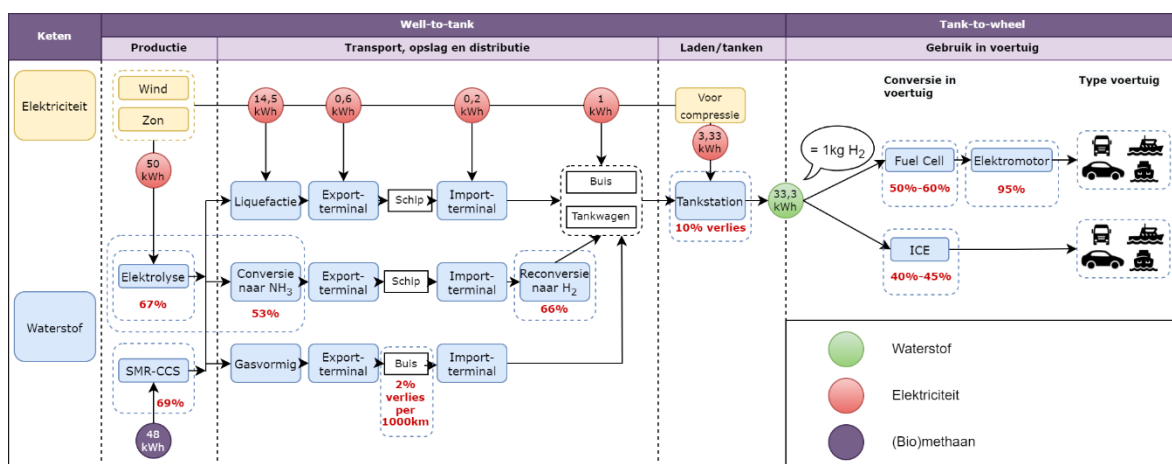 Keten
Well-to-tank
Tank-to-wheel
Productie
Transport, opslag en distributie
Laden/tanken
Gebruik in voertuig
Elektriciteit
Wind
Zon
14,5
kWh
0,6
kWh
0,2
kWh
1
kWh
Voor
compressie
Conversie in
voertuig
Type voertuig
50
kWh
3,33
kWh
= 1kg H2
Fuel Cell
Elektromotor
50%-60%
95%
Buis
Tankwagen
Liquefactie
Export-
terminal
Schip
Import-
terminal
Tankstation
10% verlies
33,3
kWh
ICE
40%-45%
Waterstof
Elektrolyse
67%
Conversie
naar NH3
53%
Export-
terminal
Schip
Import-
terminal
Reconversie
naar H2
66%
SMR-CCS
69%
Gasvormig
Export-
terminal
Buis
2%
verlies
per
1000km
Import-
terminal
48
kWh
Waterstof
Elektriciteit
(Bio)methaan